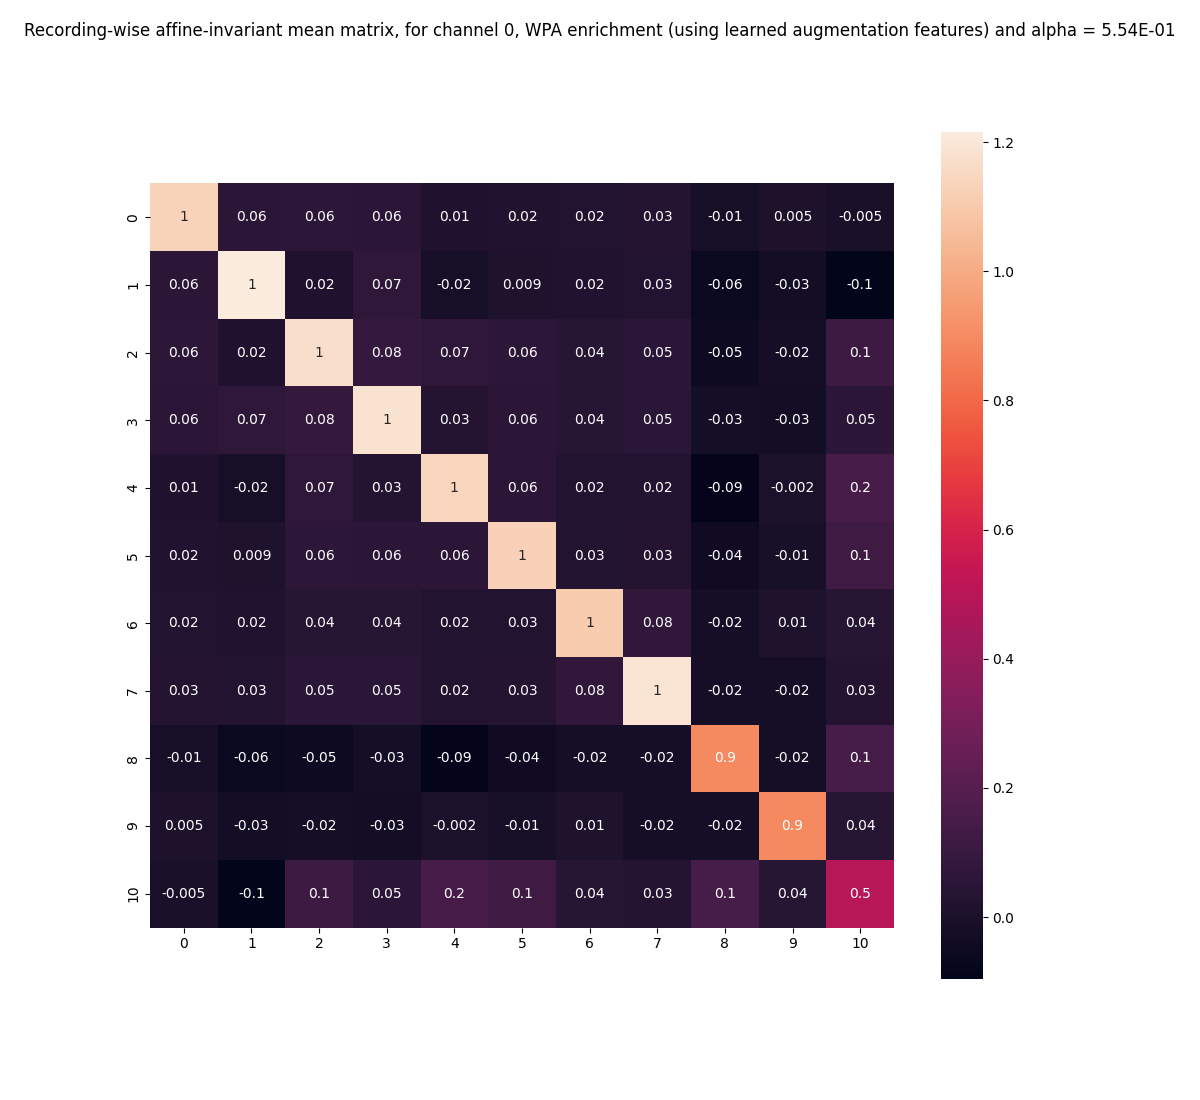 Recording-wise affine-invariant mean matrix, for channel 0, WPA enrichment (using learned augmentation features) and alpha = 5.54E-01
0 1 0.06 0.06 0.06 0.01 0.02 0.02 0.03 -0.01 0.005 -0.005
1 0.06 1 0.02 0.07 -0.02 0.009 0.02 0.03 -0.06 -0.03 -0.1
2 0.06 0.02 1 0.08 0.07 0.06 0.04 0.05 -0.05 -0.02 0.1
3 0.06 0.07 0.08 1 0.03 0.06 0.04 0.05 -0.03 -0.03 0.05
4 0.01 -0.02 0.07 0.03 1 0.06 0.02 0.02 -0.09 -0.002 0.2
5 0.02 0.009 0.06 0.06 0.06 1 0.03 0.03 -0.04 -0.01 0.1
6 0.02 0.02 0.04 0.04 0.02 0.03 1 0.08 -0.02 0.01 0.04
7 0.03 0.03 0.05 0.05 0.02 0.03 0.08 1 -0.02 -0.02 0.03
8 -0.01 -0.06 -0.05 -0.03 -0.09 -0.04 -0.02 -0.02 0.9 -0.02 0.1
9 0.005 -0.03 -0.02 -0.03 -0.002 -0.01 0.01 -0.02 -0.02 0.9 0.04
10 -0.005 -0.1 0.1 0.05 0.2 0.1 0.04 0.03 0.1 0.04 0.5
0 1 2 3 4 5 6 7 8 9 10
1.2
1.0
0.8
0.6
0.4
0.2
0.0